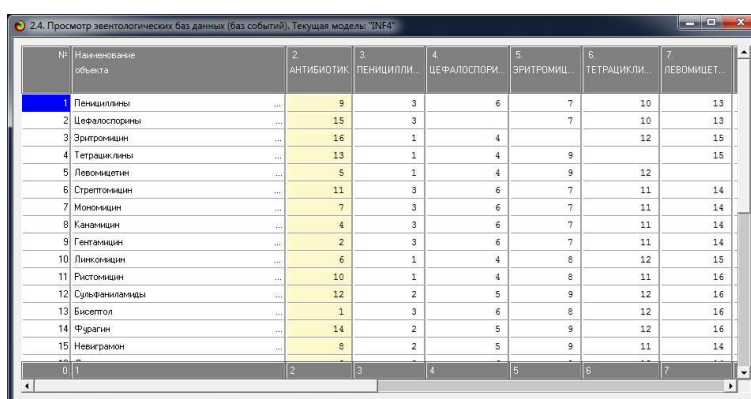 2.4. Просмотр эвентологических баз данных (баз событий). Текущая модель: "INF4"
№ Наименование объекта 2. АНТИБИОТИК 3. ПЕНИЦИЛЛИ... 4. ЦЕФАЛОСПОРИ... 5. ЭРИТРОМИЦ... 6. ТЕТРАЦИКЛИ... 7. ЛЕВОМИЦЕТ...
1 Пенициллины ... 9 3 6 7 10 13
2 Цефалоспорины ... 15 3 7 10 13
3 Эритромицин ... 16 1 4 12 15
4 Тетрациклины ... 13 1 4 9 15
5 Левомицетин ... 5 1 4 9 12
6 Стрептомицин ... 11 3 6 7 11 14
7 Мономицин ... 7 3 6 7 11 14
8 Канамицин ... 4 3 6 7 11 14
9 Гентамицин ... 2 3 6 7 11 14
10 Линкомицин ... 6 1 4 8 12 15
11 Ристомицин ... 10 1 4 8 11 16
12 Сульфаниламиды ... 12 2 5 9 12 16
13 Бисептол ... 1 3 6 8 12 16
14 Фурагин ... 14 2 5 9 12 16
15 Невиграмон ... 8 2 5 9 11 14
0 1 2 3 4 5 6 7